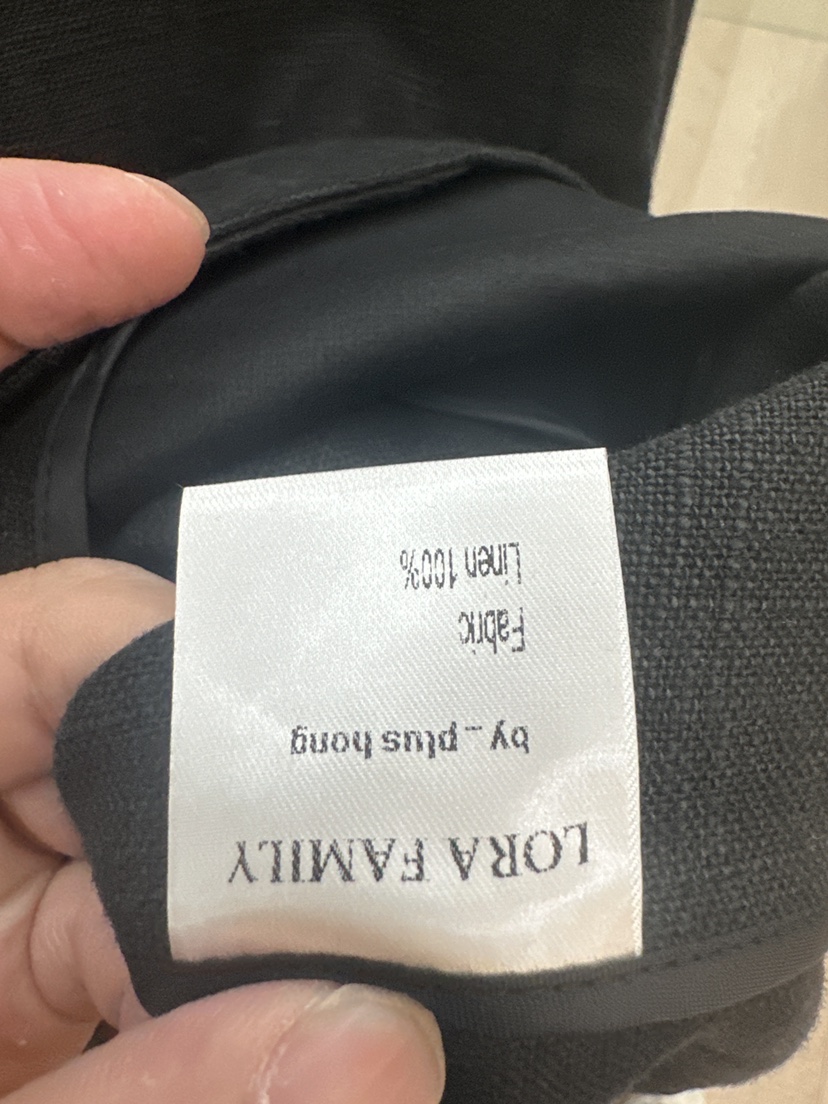 LORA FAMILY
by_plus hong
Fabric
Linen 100%